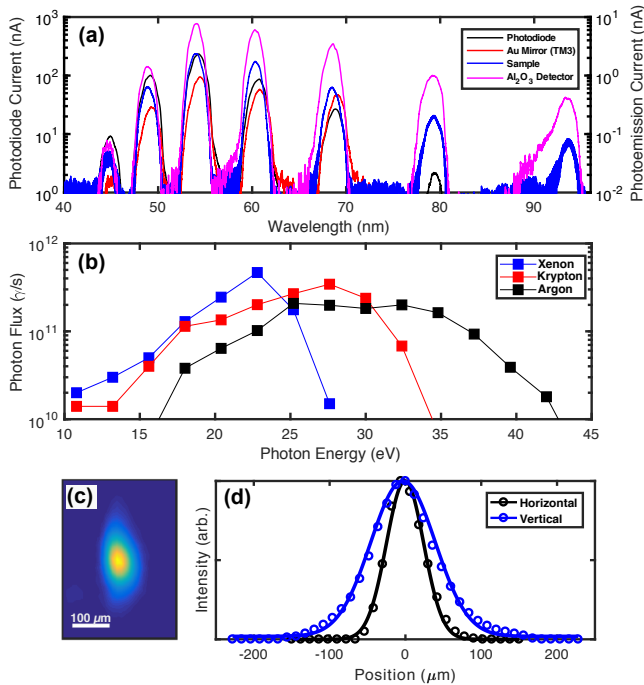 (a)
Photodiode Current (nA)
10³
10²
10¹
10⁰
Photodiode
Au Mirror (TM3)
Sample
Al₂O₃ Detector
10¹
10⁰
10⁻¹
10⁻²
Photoemission Current (nA)
40 50 60 70 80 90
Wavelength (nm)
(b)
Photon Flux (γ/s)
10¹²
10¹¹
10¹⁰
Xenon
Krypton
Argon
10 15 20 25 30 35 40 45
Photon Energy (eV)
(c)
100 µm
(d)
Intensity (arb.)
Horizontal
Vertical
-200 -100 0 100 200
Position (µm)